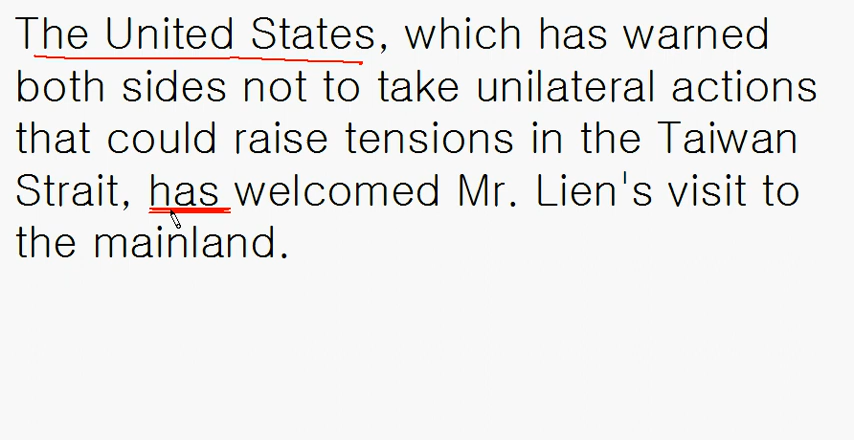 The United States, which has warned
both sides not to take unilateral actions
that could raise tensions in the Taiwan
Strait, has welcomed Mr. Lien's visit to
the mainland.